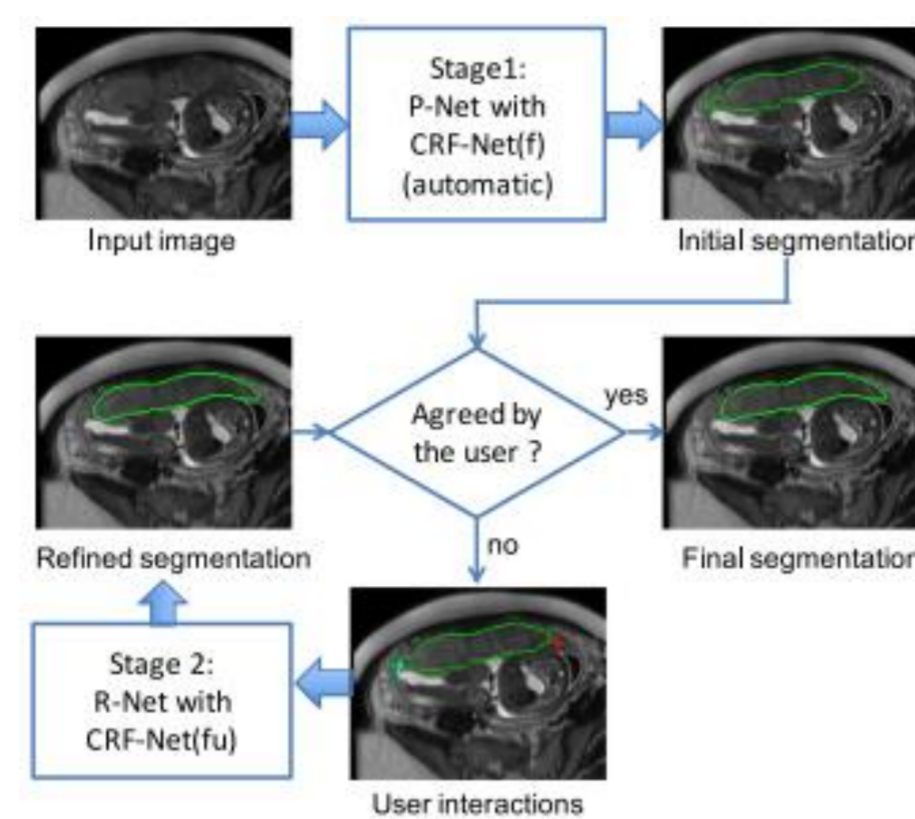 Stage1:
P-Net with
CRF-Net(f)
(automatic)
Input image
Initial segmentation
Agreed by
the user ?
yes
no
Refined segmentation
Final segmentation
Stage 2:
R-Net with
CRF-Net(fu)
User interactions